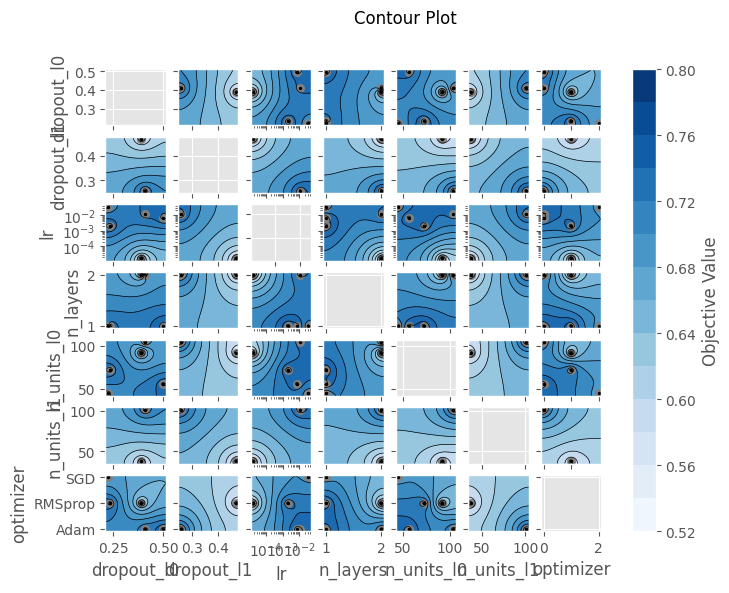 Contour Plot
dropout_l0
0.5
0.4
0.3
dropout_l1
0.4
0.3
lr
10⁻²
10⁻³
10⁻⁴
n_layers
2
1
n_units_l0
100
50
n_units_l1
100
50
optimizer
SGD
RMSprop
Adam
0.25 0.50 0.3 0.4 10⁻⁴ 10⁻³ 10⁻² 1 2 50 100 50 100 0 2
dropout_l0 dropout_l1 lr n_layers n_units_l0 n_units_l1 optimizer
0.80
0.76
0.72
0.68
0.64
0.60
0.56
0.52
Objective Value